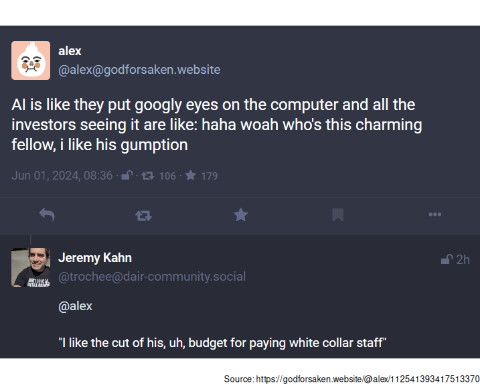 alex
@alex@godforsaken.website
AI is like they put googly eyes on the computer and all the
investors seeing it are like: haha woah who's this charming
fellow, i like his gumption
Jun 01, 2024, 08:36 · · 106 · 179
Jeremy Kahn
2h
@trochee@dair-community.social
@alex
"I like the cut of his, uh, budget for paying white collar staff"
Source: https://godforsaken.website/@alex/112541393417513370